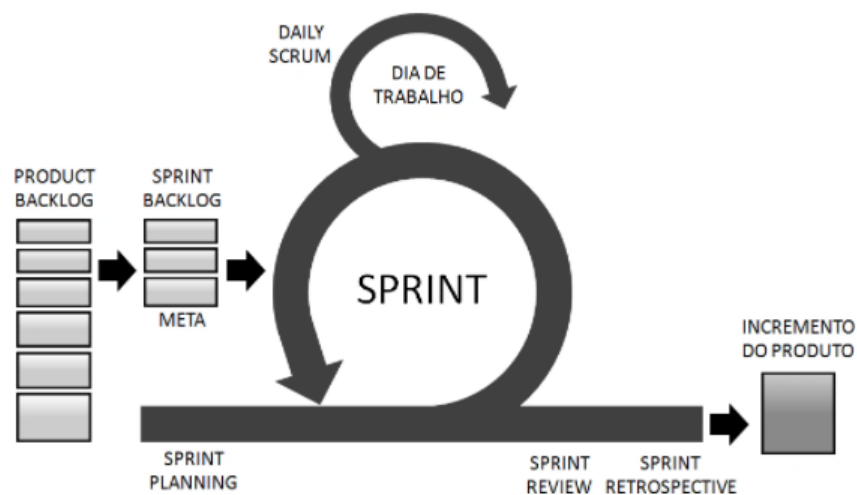 DAILY
SCRUM
DIA DE
TRABALHO
PRODUCT
BACKLOG
SPRINT
BACKLOG
META
SPRINT
INCREMENTO
DO PRODUTO
SPRINT
PLANNING
SPRINT
REVIEW
SPRINT
RETROSPECTIVE